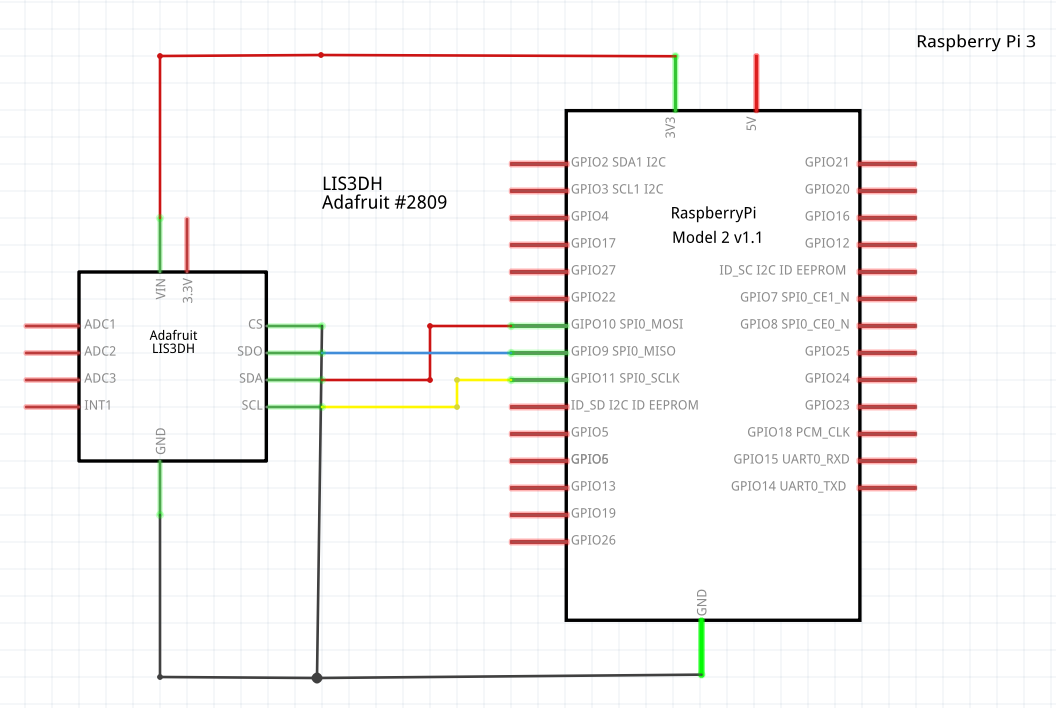 Raspberry Pi 3
3V3
5V
GPIO2 SDA1 I2C
GPIO21
GPIO3 SCL1 I2C
GPIO20
LIS3DH
Adafruit #2809
GPIO4
RaspberryPi
GPIO16
GPIO17
Model 2 v1.1
GPIO12
GPIO27
ID_SC I2C ID EEPROM
VIN
3.3V
GPIO22
GPIO7 SPI0_CE1_N
ADC1
Adafruit
LIS3DH
CS
GIPO10 SPI0_MOSI
GPIO8 SPI0_CE0_N
ADC2
SDO
GPIO9 SPI0_MISO
GPIO25
ADC3
SDA
GPIO11 SPI0_SCLK
GPIO24
INT1
SCL
ID_SD I2C ID EEPROM
GPIO23
GND
GPIO5
GPIO18 PCM_CLK
GPIO6
GPIO15 UART0_RXD
GPIO13
GPIO14 UART0_TXD
GPIO19
GPIO26
GND